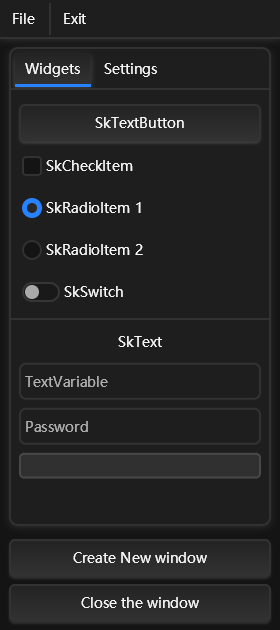 File Exit
Widgets Settings
SkTextButton
SkCheckItem
SkRadioItem 1
SkRadioItem 2
SkSwitch
SkText
TextVariable
Password
Create New window
Close the window